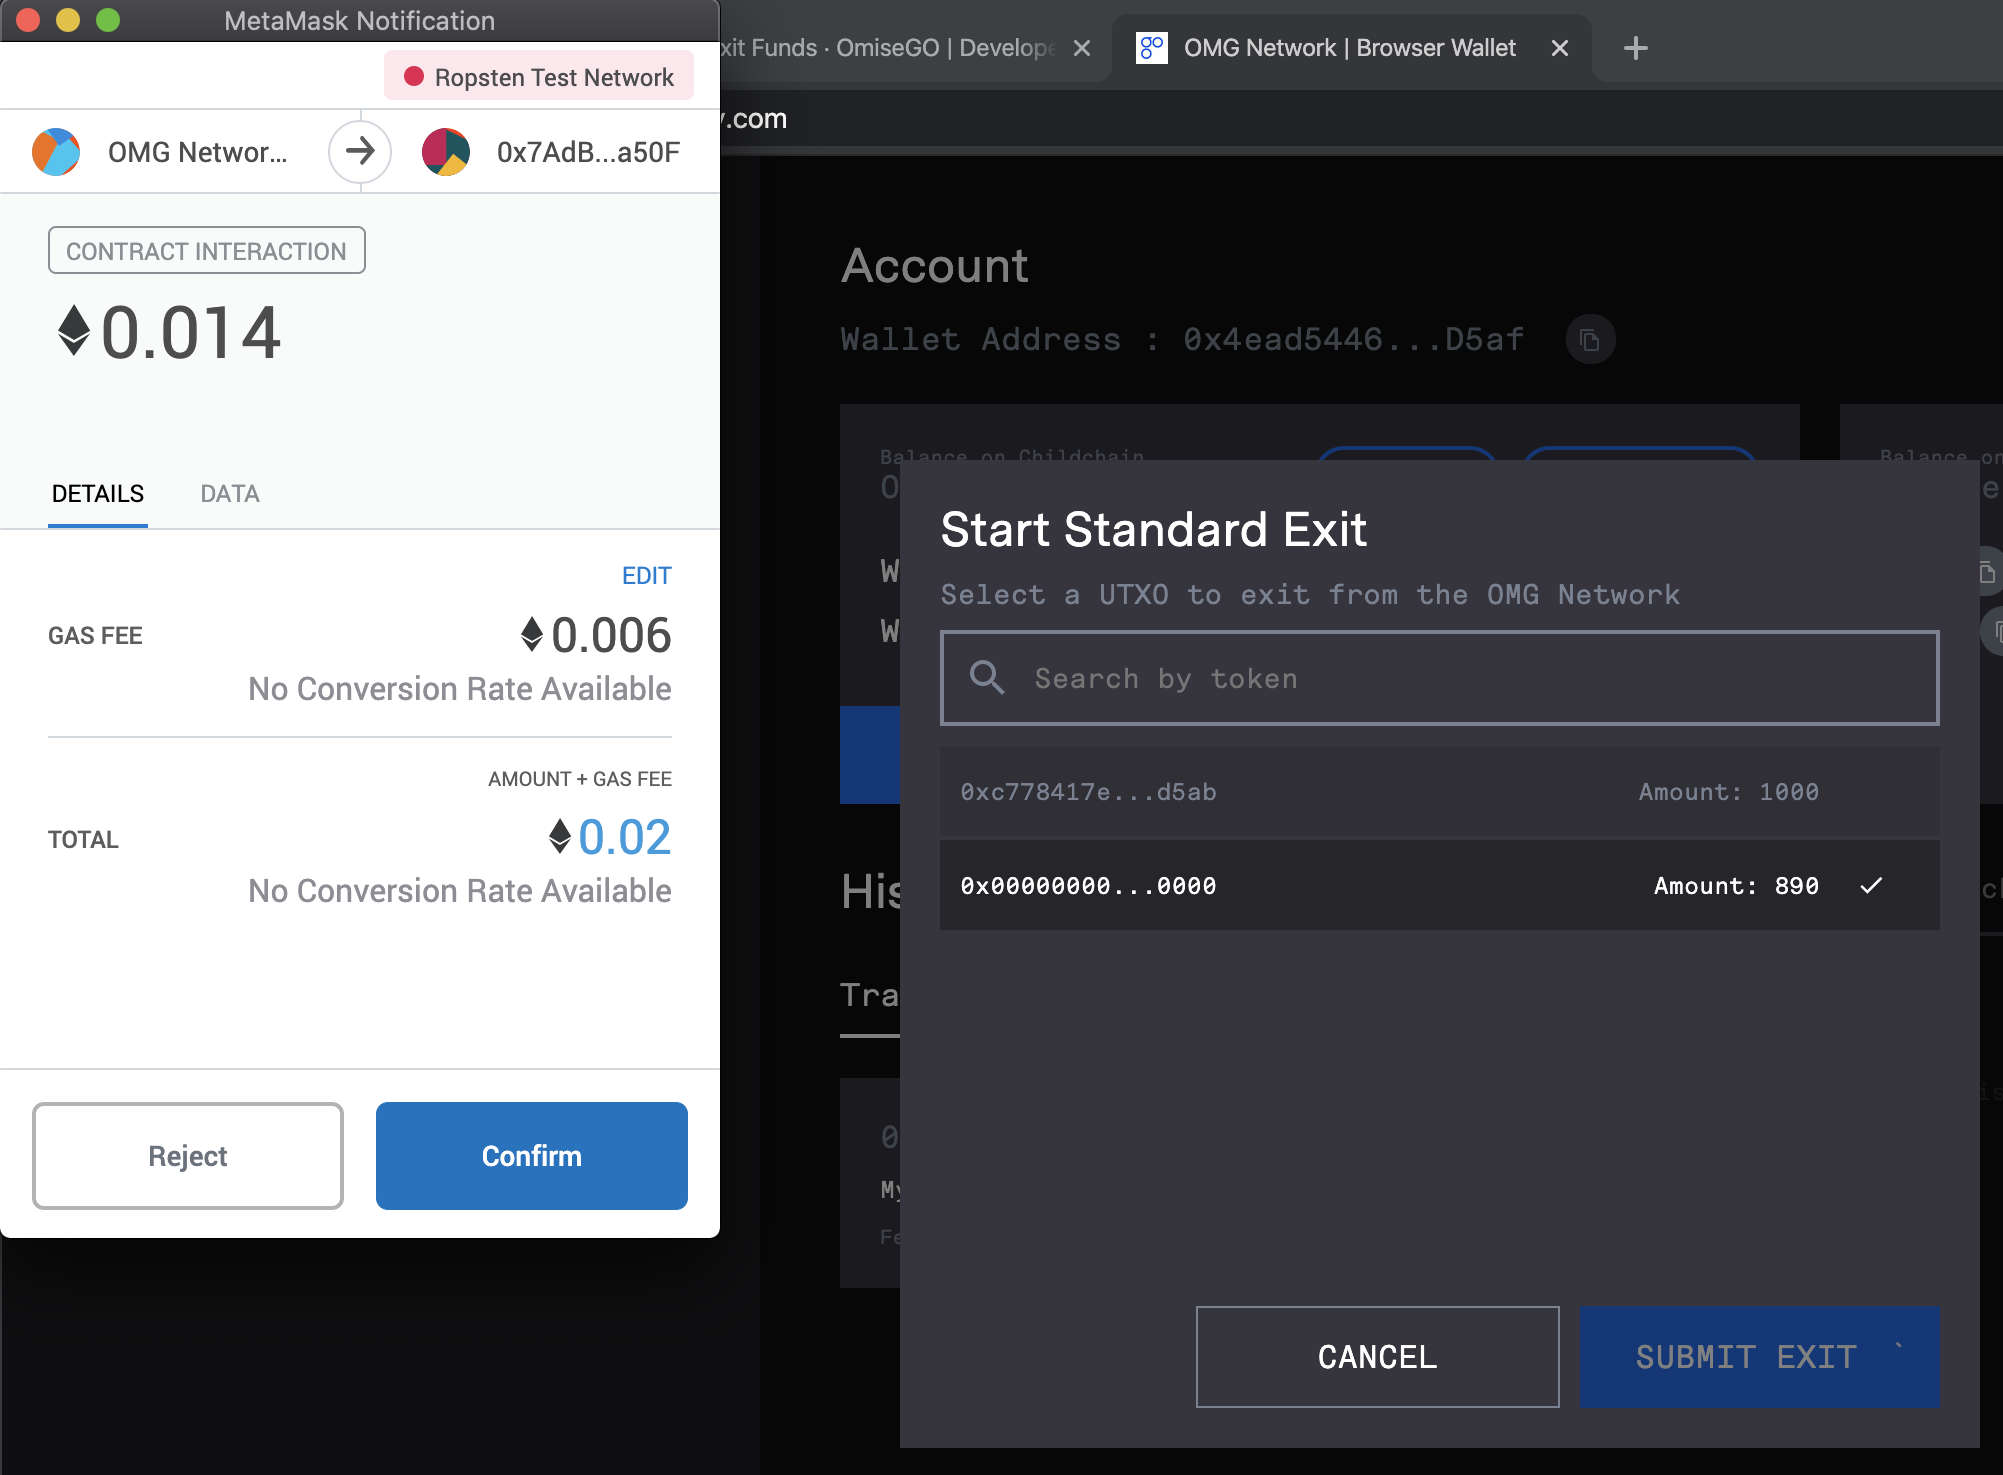 MetaMask Notification
Ropsten Test Network
OMG Networ...
0x7AdB...a50F
CONTRACT INTERACTION
0.014
DETAILS
DATA
EDIT
GAS FEE
0.006
No Conversion Rate Available
AMOUNT + GAS FEE
TOTAL
0.02
No Conversion Rate Available
Reject
Confirm
xit Funds · OmiseGO | Develope
OMG Network | Browser Wallet
.com
Account
Wallet Address : 0x4ead5446...D5af
Balance on Childchain
Balance on
Start Standard Exit
Select a UTXO to exit from the OMG Network
Search by token
0xc778417e...d5ab
Amount: 1000
0x00000000...0000
Amount: 890
His
Tra
My
Fe
CANCEL
SUBMIT EXIT